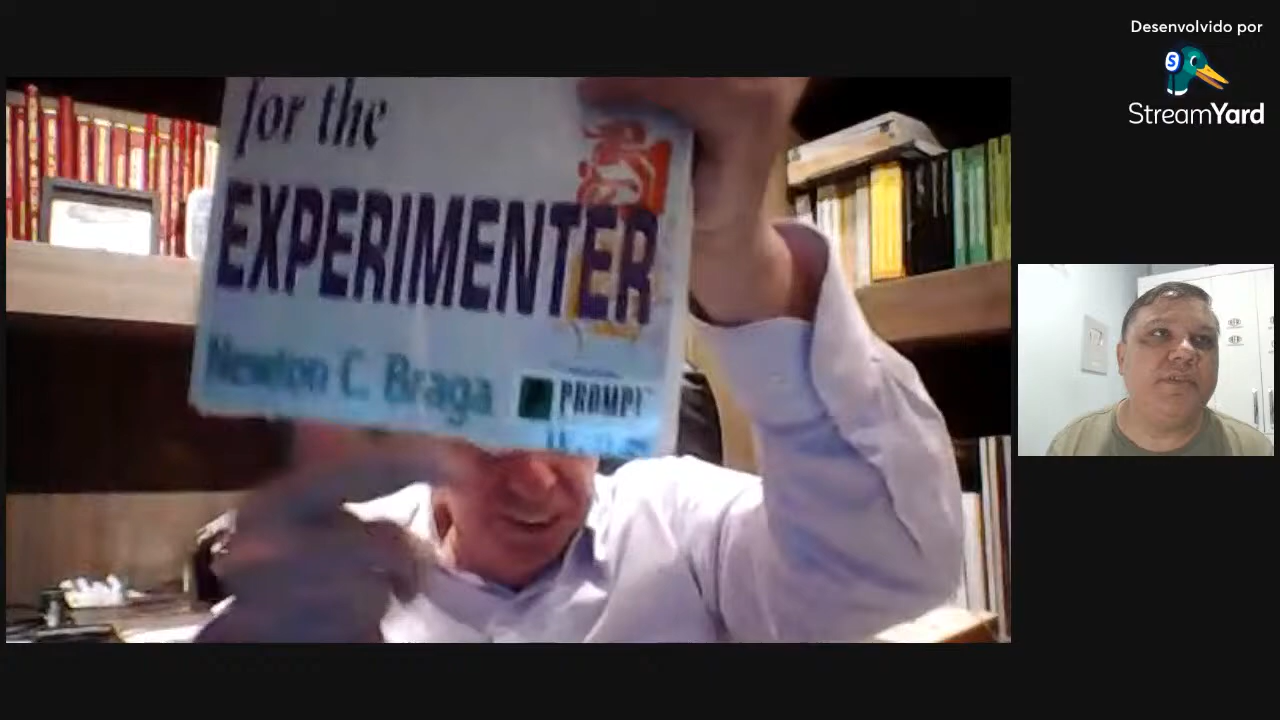 Desenvolvido por
StreamYard
for the
EXPERIMENTER
Newton C. Braga
PROMPT